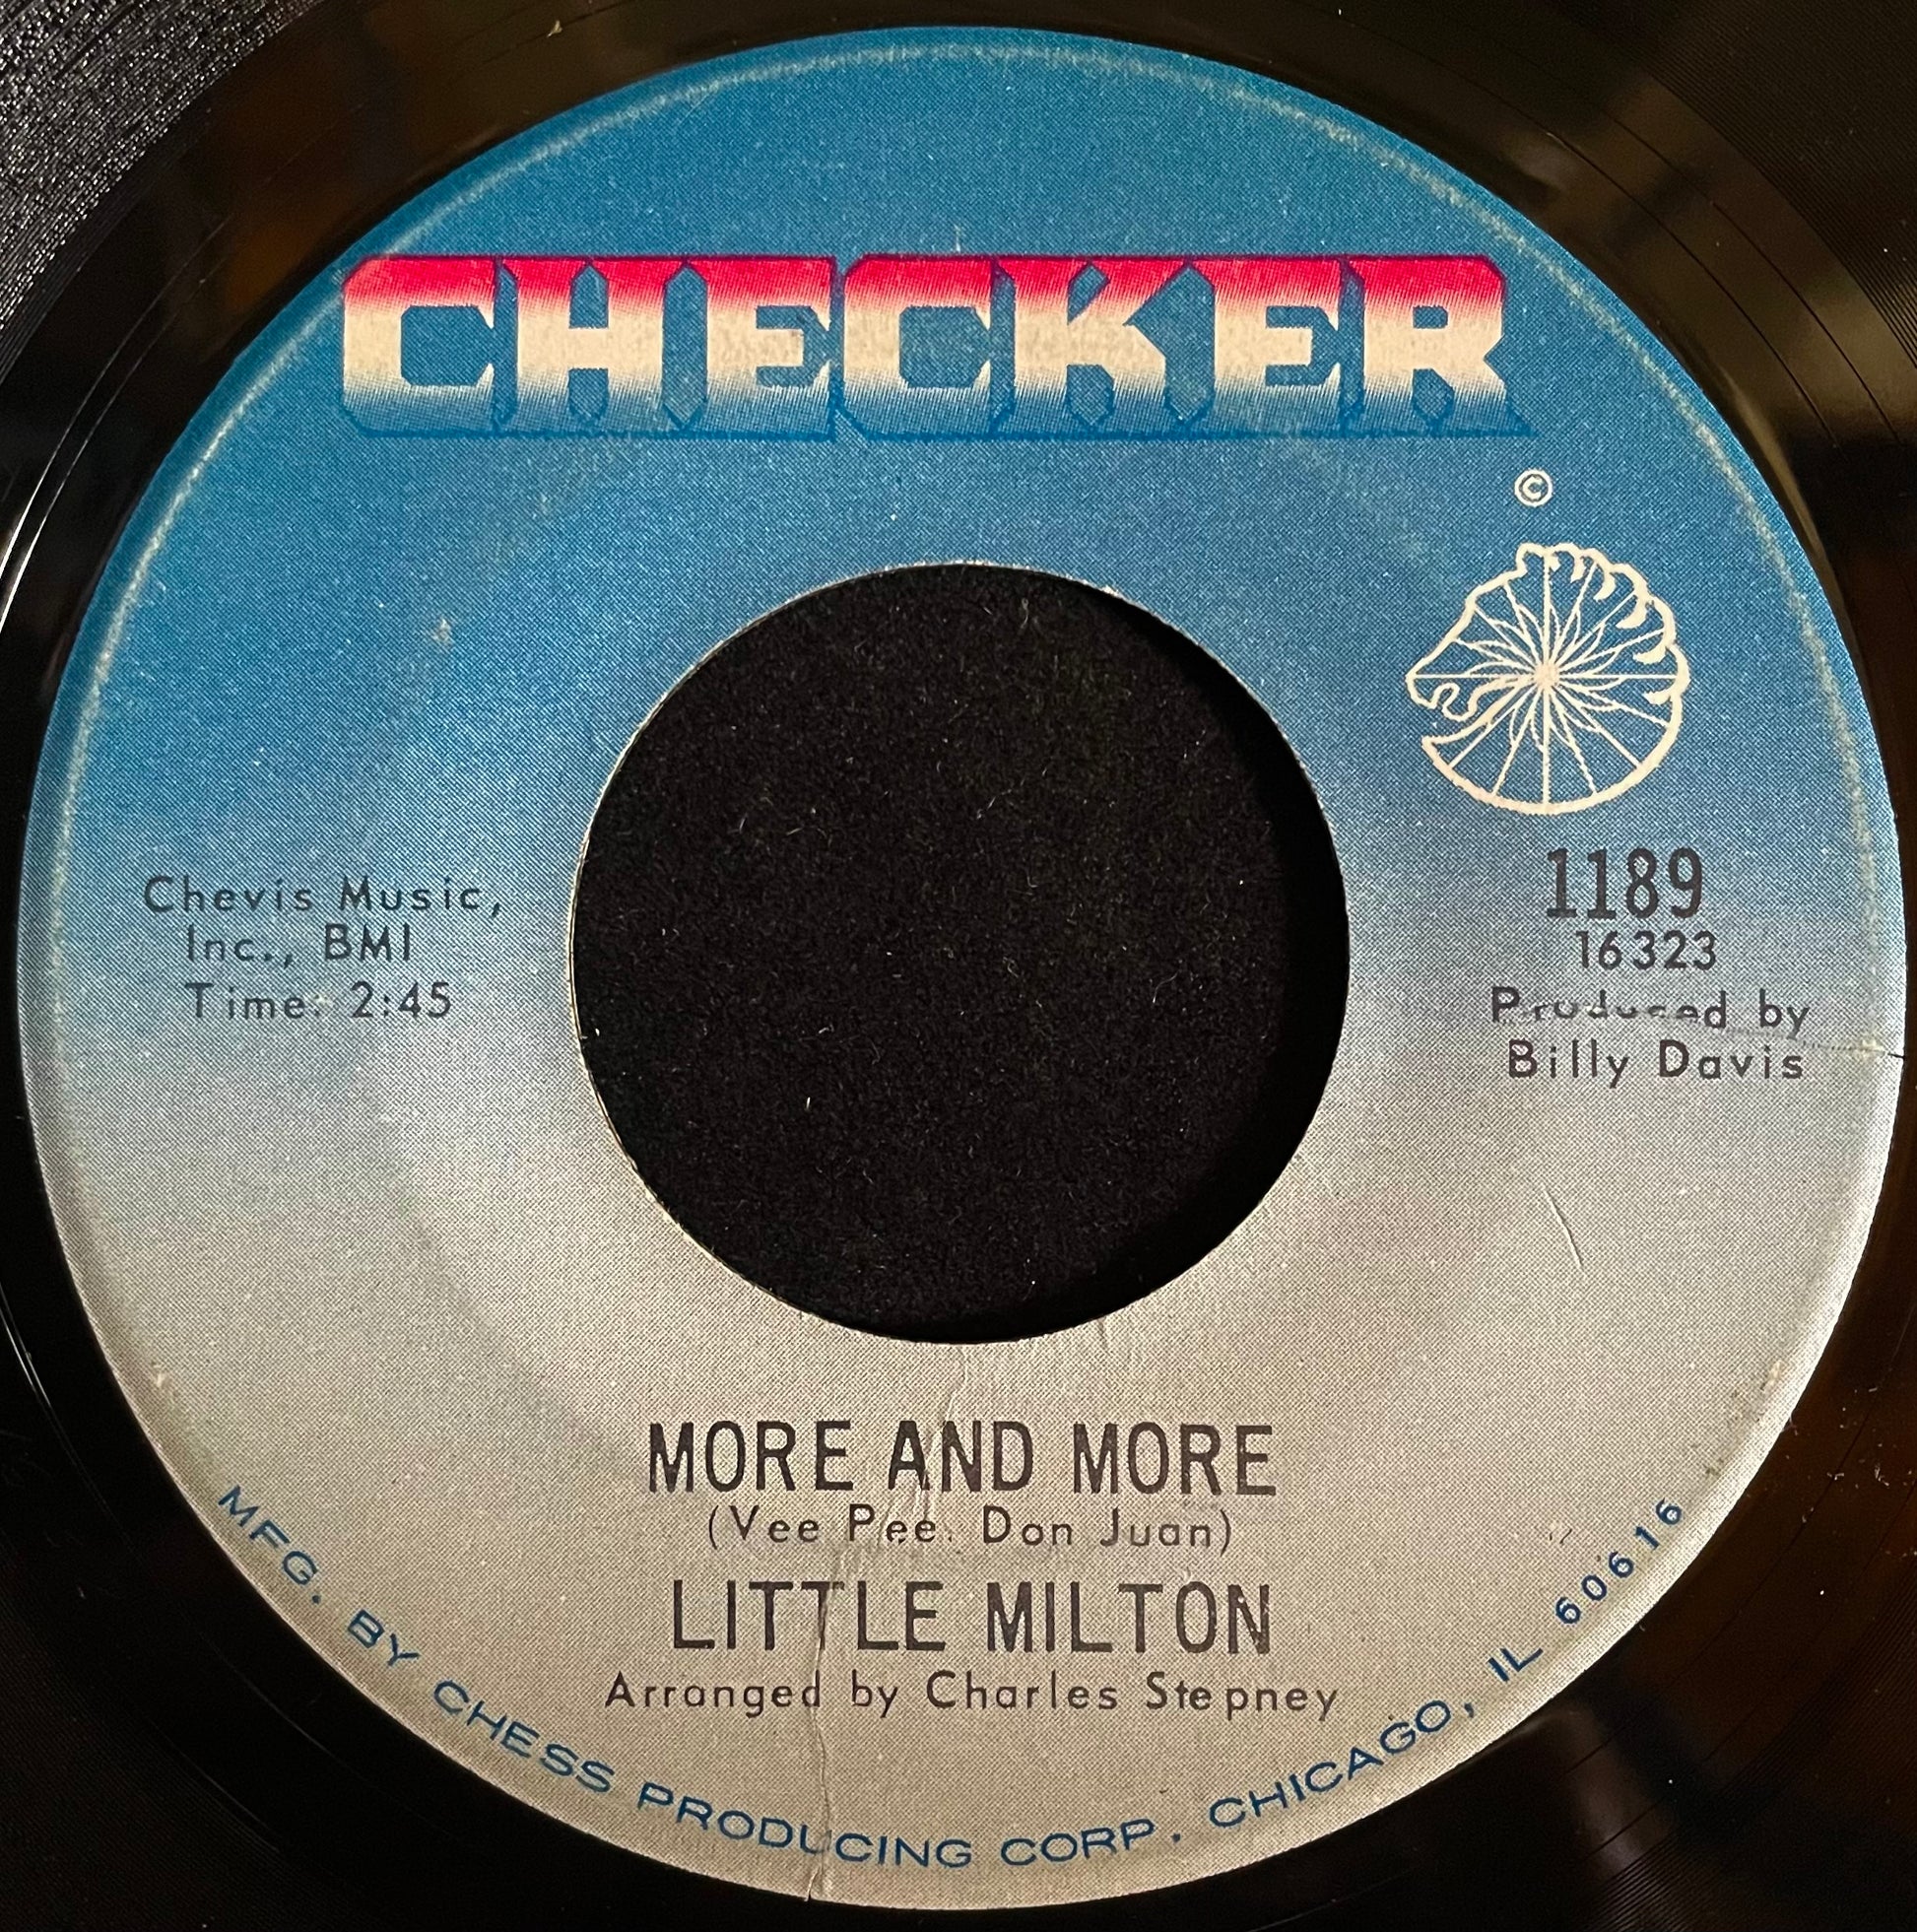 CHECKER
©
Chevis Music,
Inc., BMI
Time: 2:45
1189
16323
Produced by
Billy Davis
MORE AND MORE
(Vee Pee. Don Juan)
LITTLE MILTON
Arranged by Charles Stepney
MFG. BY CHESS PRODUCING CORP. CHICAGO, IL 60616